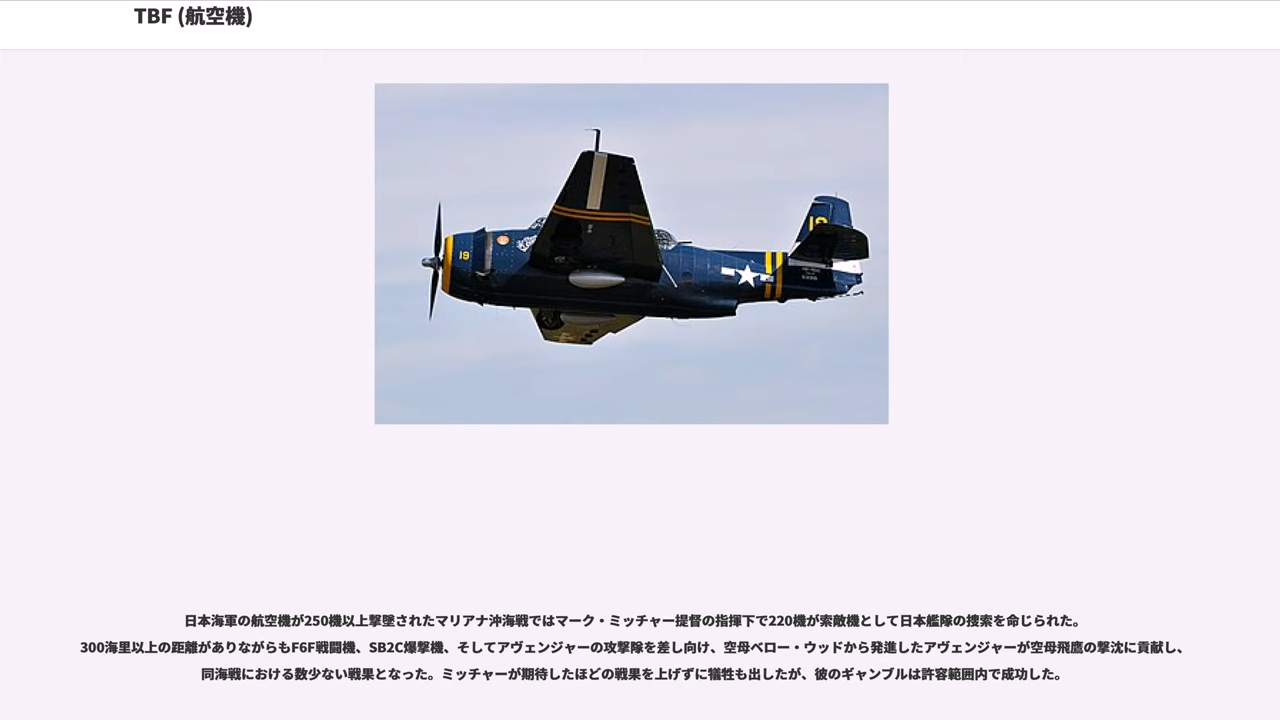 TBF (航空機)
19
19
日本海軍の航空機が250機以上撃墜されたマリアナ沖海戦ではマーク・ミッチャー提督の指揮下で220機が索敵機として日本艦隊の捜索を命じられた。
300海里以上の距離がありながらもF6F戦闘機、SB2C爆撃機、そしてアヴェンジャーの攻撃隊を差し向け、空母ベロー・ウッドから発進したアヴェンジャーが空母飛鷹の撃沈に貢献し、
同海戦における数少ない戦果となった。ミッチャーが期待したほどの戦果を上げずに犠牲も出したが、彼のギャンブルは許容範囲内で成功した。